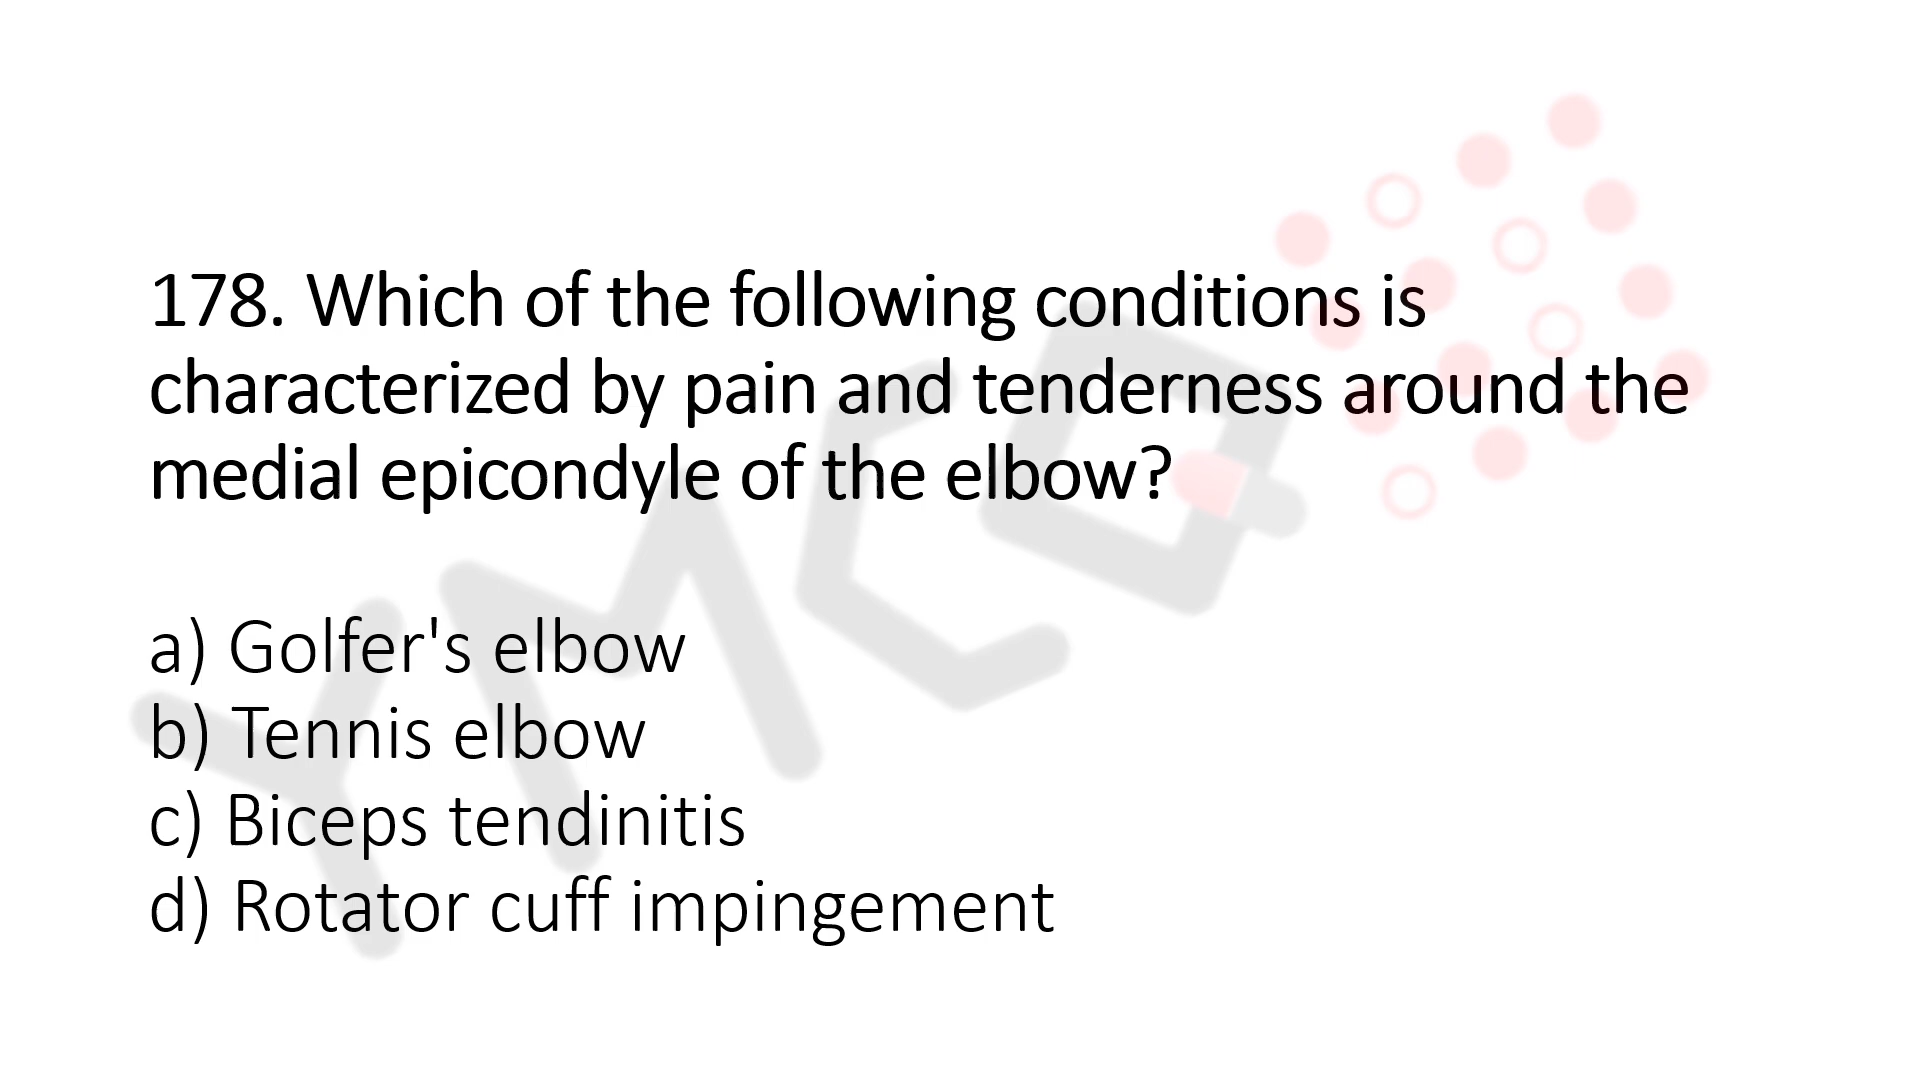 178. Which of the following conditions is
characterized by pain and tenderness around the
medial epicondyle of the elbow?
a) Golfer's elbow
b) Tennis elbow
c) Biceps tendinitis
d) Rotator cuff impingement
YMCQ